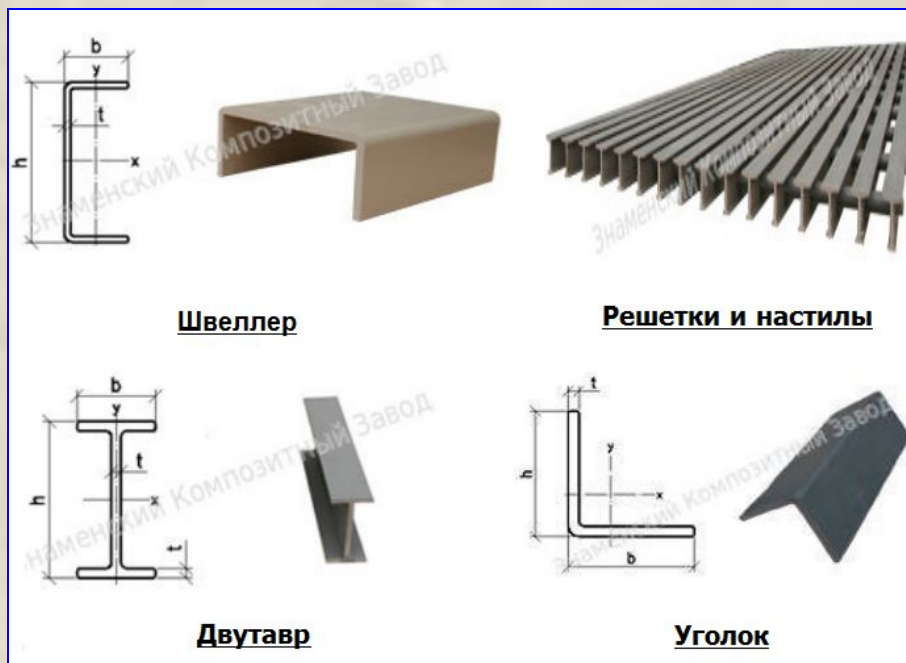 b
y
t
h
x
Знаменский Композитный Завод
Швеллер
Знаменский Композитный Завод
Решетки и настилы
b
y
t
h
x
t
Знаменский Композитный Завод
Двутавр
t
h
y
x
b
Знаменский Композитный Завод
Уголок